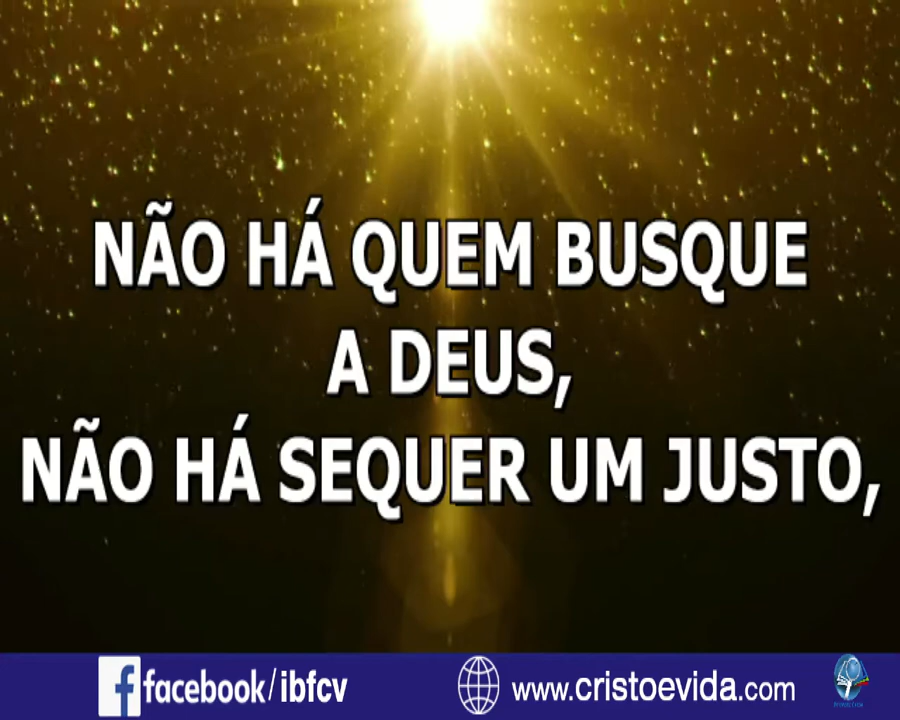 NÃO HÁ QUEM BUSQUE
A DEUS,
NÃO HÁ SEQUER UM JUSTO,
facebook/ibfcv
www.cristoevida.com